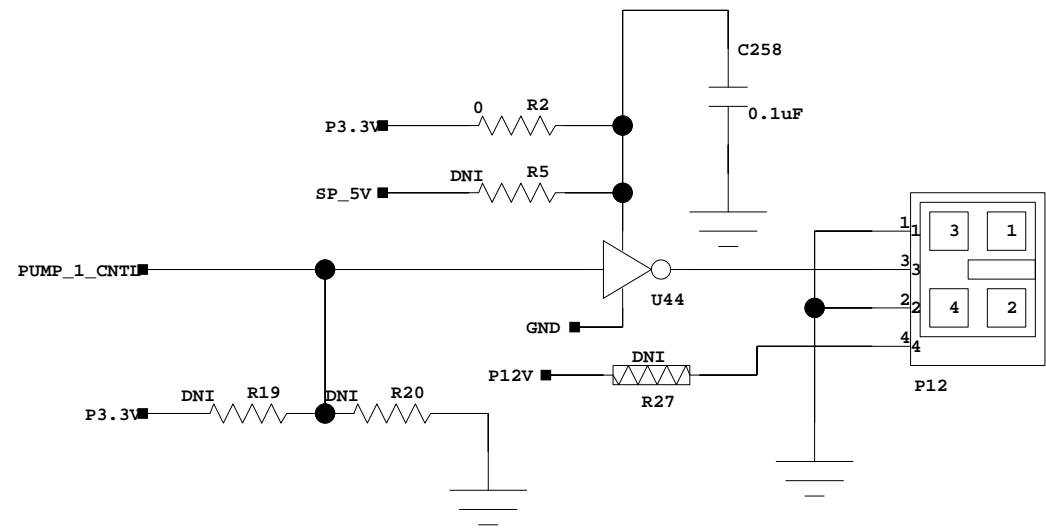 C258
0.1uF
0 R2
P3.3V
DNI R5
SP_5V
PUMP_1_CNTL
U44
GND
DNI
P12V
R27
DNI R19
P3.3V
DNI R20
1 1
3 3
2 2
4 4
3 1
4 2
P12